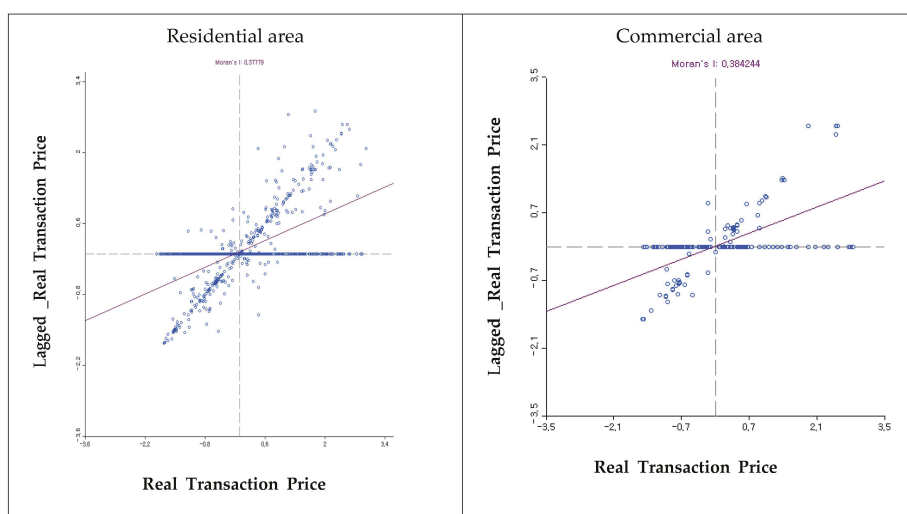 Residential area
Moran's I: 0,37779
Lagged _Real Transaction Price
3,4
2
0,6
-0,8
-2,2
-3,6
-3,6 -2,2 -0,8 0,6 2 3,4
Real Transaction Price
Commercial area
Moran's I: 0,384244
Lagged _Real Transaction Price
3,5
2,1
0,7
-0,7
-2,1
-3,5
-3,5 -2,1 -0,7 0,7 2,1 3,5
Real Transaction Price